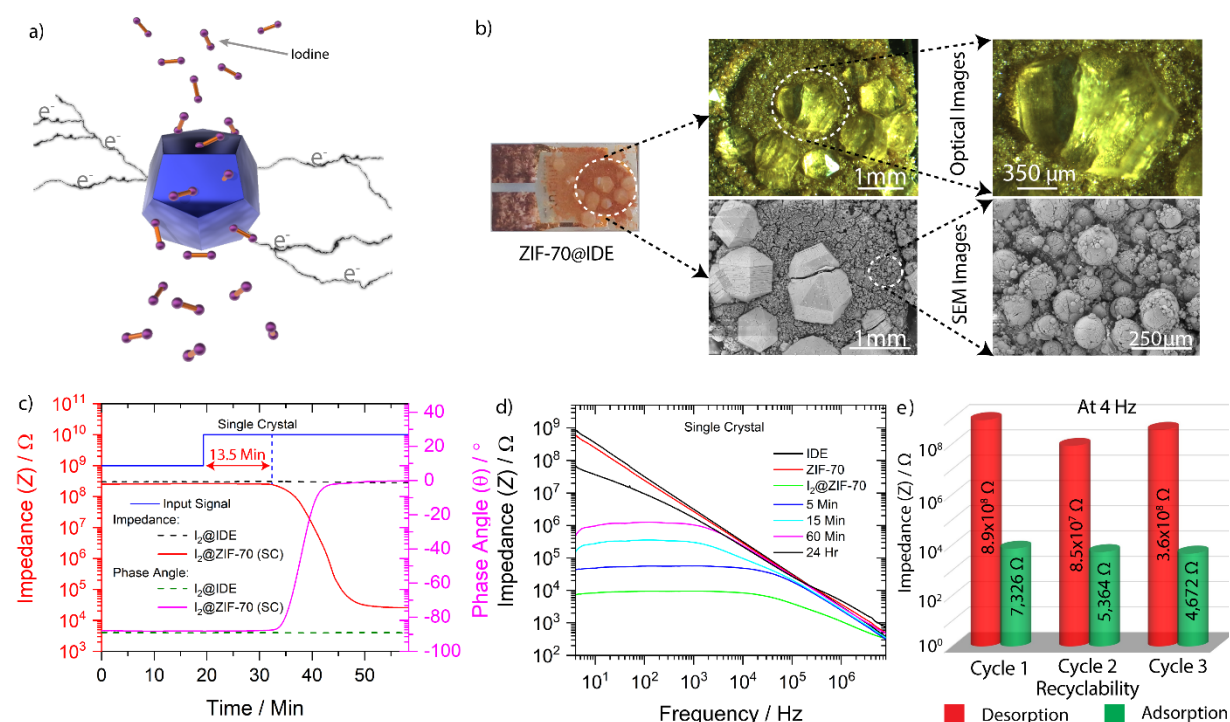 a)
Iodine
e-
e-
e-
e-
e-
e-
b)
ZIF-70@IDE
1mm
350 µm
Optical Images
1mm
250µm
SEM Images
c)
Impedance (Z) / Ω
10¹¹
10¹⁰
10⁹
10⁸
10⁷
10⁶
10⁵
10⁴
10³
Single Crystal
13.5 Min
Input Signal
Impedance:
I₂@IDE
I₂@ZIF-70 (SC)
Phase Angle:
I₂@IDE
I₂@ZIF-70 (SC)
40
20
0
-20
-40
-60
-80
-100
Phase Angle (θ) / °
0 10 20 30 40 50
Time / Min
d)
Impedance (Z) / Ω
10⁹
10⁸
10⁷
10⁶
10⁵
10⁴
10³
10²
Single Crystal
IDE
ZIF-70
I₂@ZIF-70
5 Min
15 Min
60 Min
24 Hr
10¹ 10² 10³ 10⁴ 10⁵ 10⁶
Frequency / Hz
e)
At 4 Hz
Impedance (Z) / Ω
10⁸
10⁶
10⁴
10²
10⁰
8.9x10⁸ Ω
7,326 Ω
8.5x10⁷ Ω
5,364 Ω
3.6x10⁸ Ω
4,672 Ω
Cycle 1 Cycle 2 Cycle 3
Recyclability
Desorption Adsorption